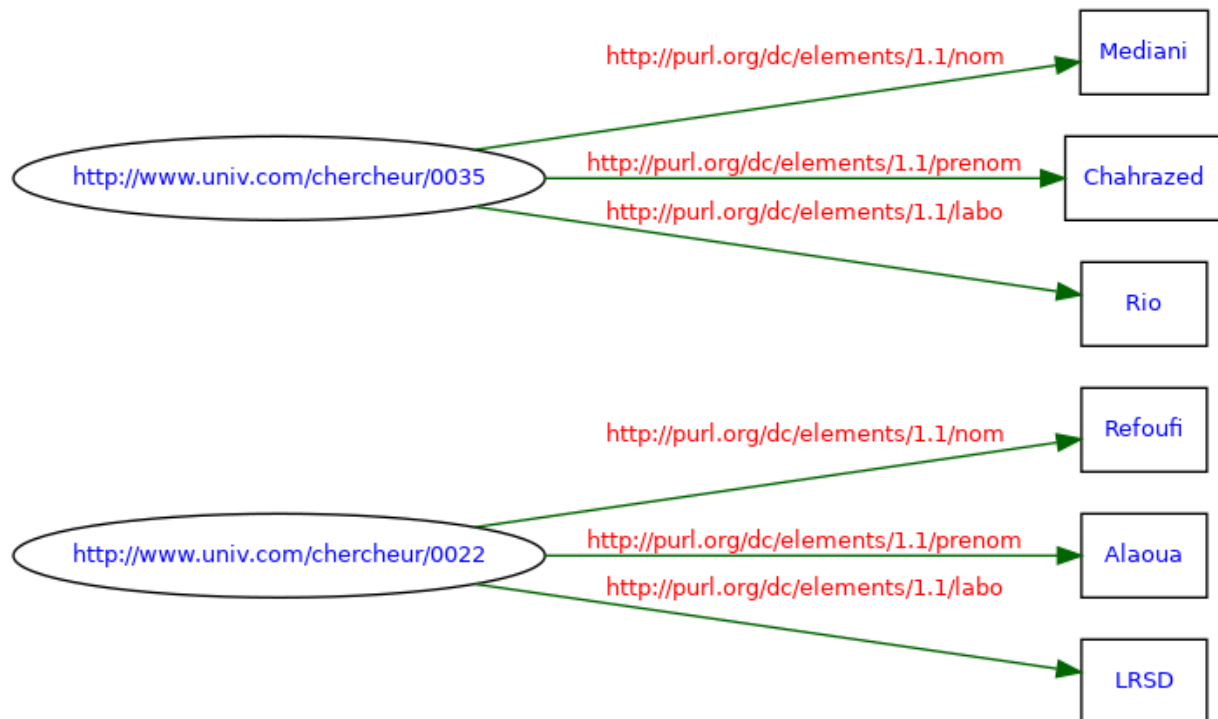 http://purl.org/dc/elements/1.1/nom
Mediani
http://www.univ.com/chercheur/0035
http://purl.org/dc/elements/1.1/prenom
Chahrazed
http://purl.org/dc/elements/1.1/labo
Rio
http://purl.org/dc/elements/1.1/nom
Refoufi
http://www.univ.com/chercheur/0022
http://purl.org/dc/elements/1.1/prenom
Alaoua
http://purl.org/dc/elements/1.1/labo
LRSD